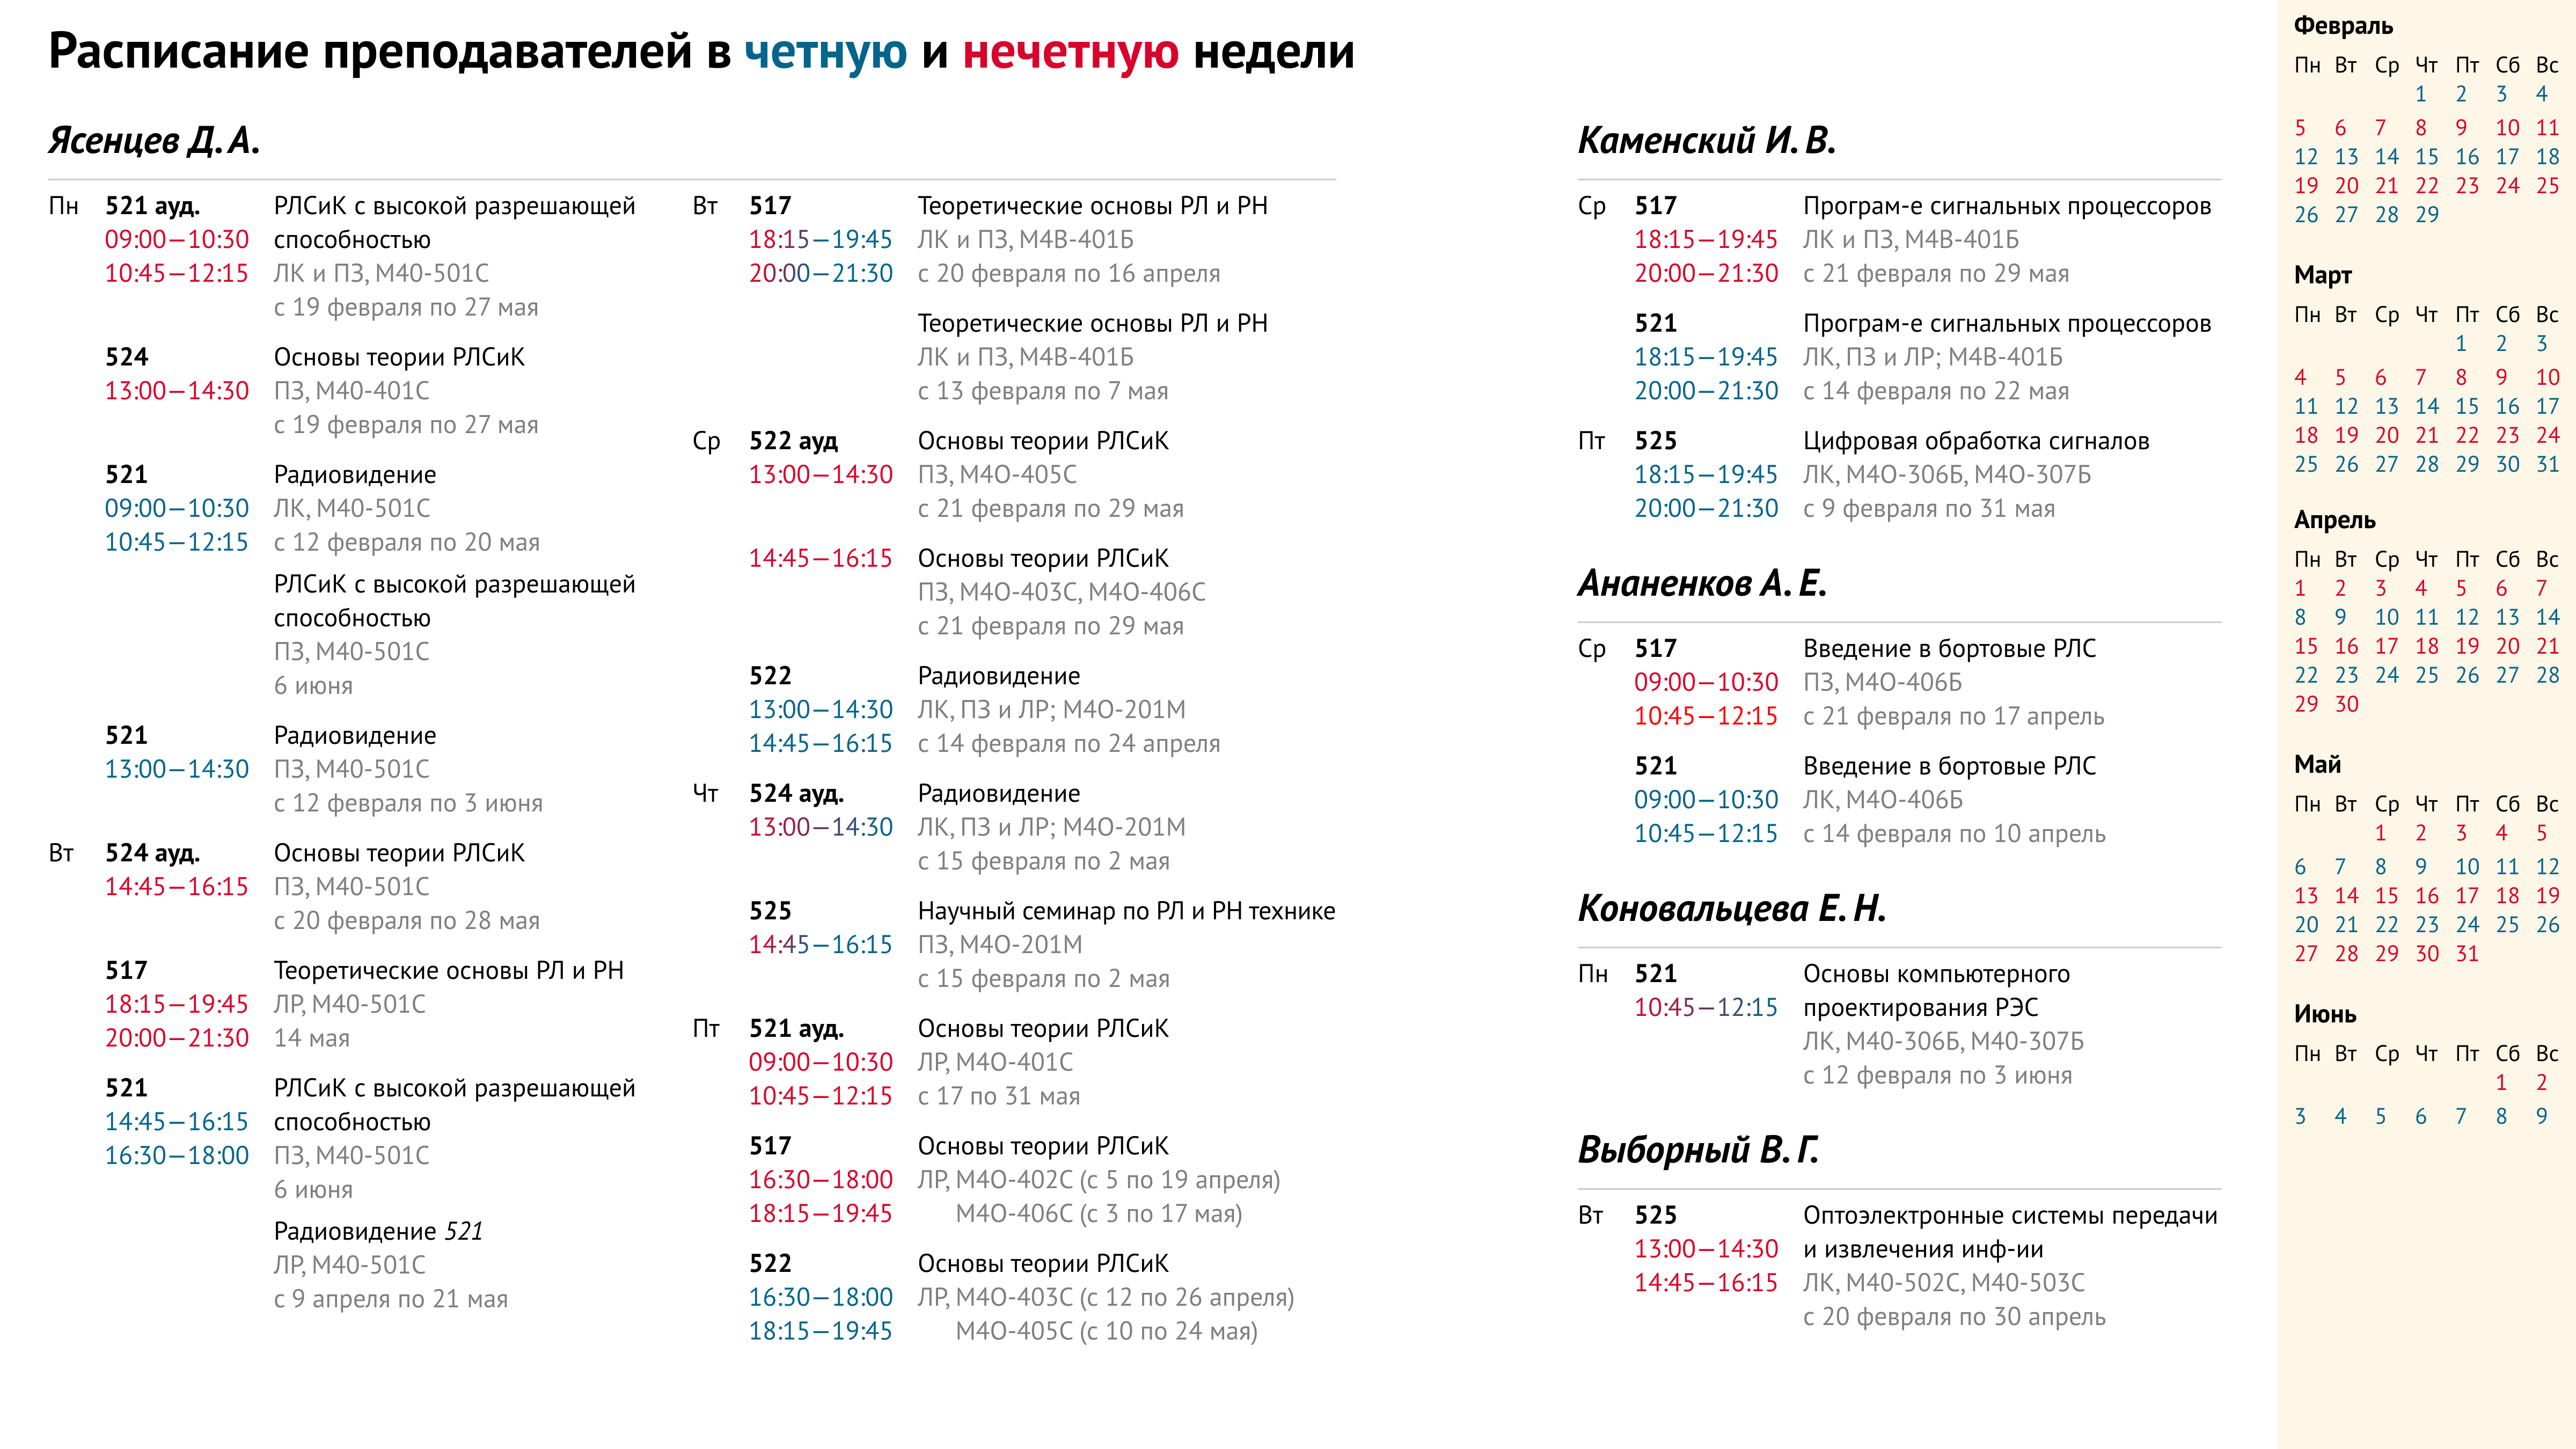 Расписание преподавателей в четную и нечетную недели
Ясенцев Д. А.
Пн 521 ауд. РЛСиК с высокой разрешающей
09:00—10:30 способностью
10:45—12:15 ЛК и ПЗ, М40-501С
с 19 февраля по 27 мая
524 Основы теории РЛСиК
13:00—14:30 ПЗ, М40-401С
с 19 февраля по 27 мая
521 Радиовидение
09:00—10:30 ЛК, М40-501С
10:45—12:15 с 12 февраля по 20 мая
РЛСиК с высокой разрешающей
способностью
ПЗ, М40-501С
6 июня
521 Радиовидение
13:00—14:30 ПЗ, М40-501С
с 12 февраля по 3 июня
Вт 524 ауд. Основы теории РЛСиК
14:45—16:15 ПЗ, М40-501С
с 20 февраля по 28 мая
517 Теоретические основы РЛ и РН
18:15—19:45 ЛР, М40-501С
20:00—21:30 14 мая
521 РЛСиК с высокой разрешающей
14:45—16:15 способностью
16:30—18:00 ПЗ, М40-501С
6 июня
Радиовидение 521
ЛР, М40-501С
с 9 апреля по 21 мая
Вт 517 Теоретические основы РЛ и РН
18:15—19:45 ЛК и ПЗ, М4В-401Б
20:00—21:30 с 20 февраля по 16 апреля
Теоретические основы РЛ и РН
ЛК и ПЗ, М4В-401Б
с 13 февраля по 7 мая
Ср 522 ауд Основы теории РЛСиК
13:00—14:30 ПЗ, М4О-405С
с 21 февраля по 29 мая
14:45—16:15 Основы теории РЛСиК
ПЗ, М4О-403С, М4О-406С
с 21 февраля по 29 мая
522 Радиовидение
13:00—14:30 ЛК, ПЗ и ЛР; М4О-201М
14:45—16:15 с 14 февраля по 24 апреля
Чт 524 ауд. Радиовидение
13:00—14:30 ЛК, ПЗ и ЛР; М4О-201М
с 15 февраля по 2 мая
525 Научный семинар по РЛ и РН технике
14:45—16:15 ПЗ, М4О-201М
с 15 февраля по 2 мая
Пт 521 ауд. Основы теории РЛСиК
09:00—10:30 ЛР, М4О-401С
10:45—12:15 с 17 по 31 мая
517 Основы теории РЛСиК
16:30—18:00 ЛР, М4О-402С (с 5 по 19 апреля)
18:15—19:45 М4О-406С (с 3 по 17 мая)
522 Основы теории РЛСиК
16:30—18:00 ЛР, М4О-403С (с 12 по 26 апреля)
18:15—19:45 М4О-405С (с 10 по 24 мая)
Каменский И. В.
Ср 517 Програм-е сигнальных процессоров
18:15—19:45 ЛК и ПЗ, М4В-401Б
20:00—21:30 с 21 февраля по 29 мая
521 Програм-е сигнальных процессоров
18:15—19:45 ЛК, ПЗ и ЛР; М4В-401Б
20:00—21:30 с 14 февраля по 22 мая
Пт 525 Цифровая обработка сигналов
18:15—19:45 ЛК, М4О-306Б, М4О-307Б
20:00—21:30 с 9 февраля по 31 мая
Ананенков А. Е.
Ср 517 Введение в бортовые РЛС
09:00—10:30 ПЗ, М4О-406Б
10:45—12:15 с 21 февраля по 17 апрель
521 Введение в бортовые РЛС
09:00—10:30 ЛК, М4О-406Б
10:45—12:15 с 14 февраля по 10 апрель
Коновальцева Е. Н.
Пн 521 Основы компьютерного
10:45—12:15 проектирования РЭС
ЛК, М40-306Б, М40-307Б
с 12 февраля по 3 июня
Выборный В. Г.
Вт 525 Оптоэлектронные системы передачи
13:00—14:30 и извлечения инф-ии
14:45—16:15 ЛК, М40-502С, М40-503С
с 20 февраля по 30 апрель
Февраль
Пн Вт Ср Чт Пт Сб Вс
1 2 3 4
5 6 7 8 9 10 11
12 13 14 15 16 17 18
19 20 21 22 23 24 25
26 27 28 29
Март
Пн Вт Ср Чт Пт Сб Вс
1 2 3
4 5 6 7 8 9 10
11 12 13 14 15 16 17
18 19 20 21 22 23 24
25 26 27 28 29 30 31
Апрель
Пн Вт Ср Чт Пт Сб Вс
1 2 3 4 5 6 7
8 9 10 11 12 13 14
15 16 17 18 19 20 21
22 23 24 25 26 27 28
29 30
Май
Пн Вт Ср Чт Пт Сб Вс
1 2 3 4 5
6 7 8 9 10 11 12
13 14 15 16 17 18 19
20 21 22 23 24 25 26
27 28 29 30 31
Июнь
Пн Вт Ср Чт Пт Сб Вс
1 2
3 4 5 6 7 8 9